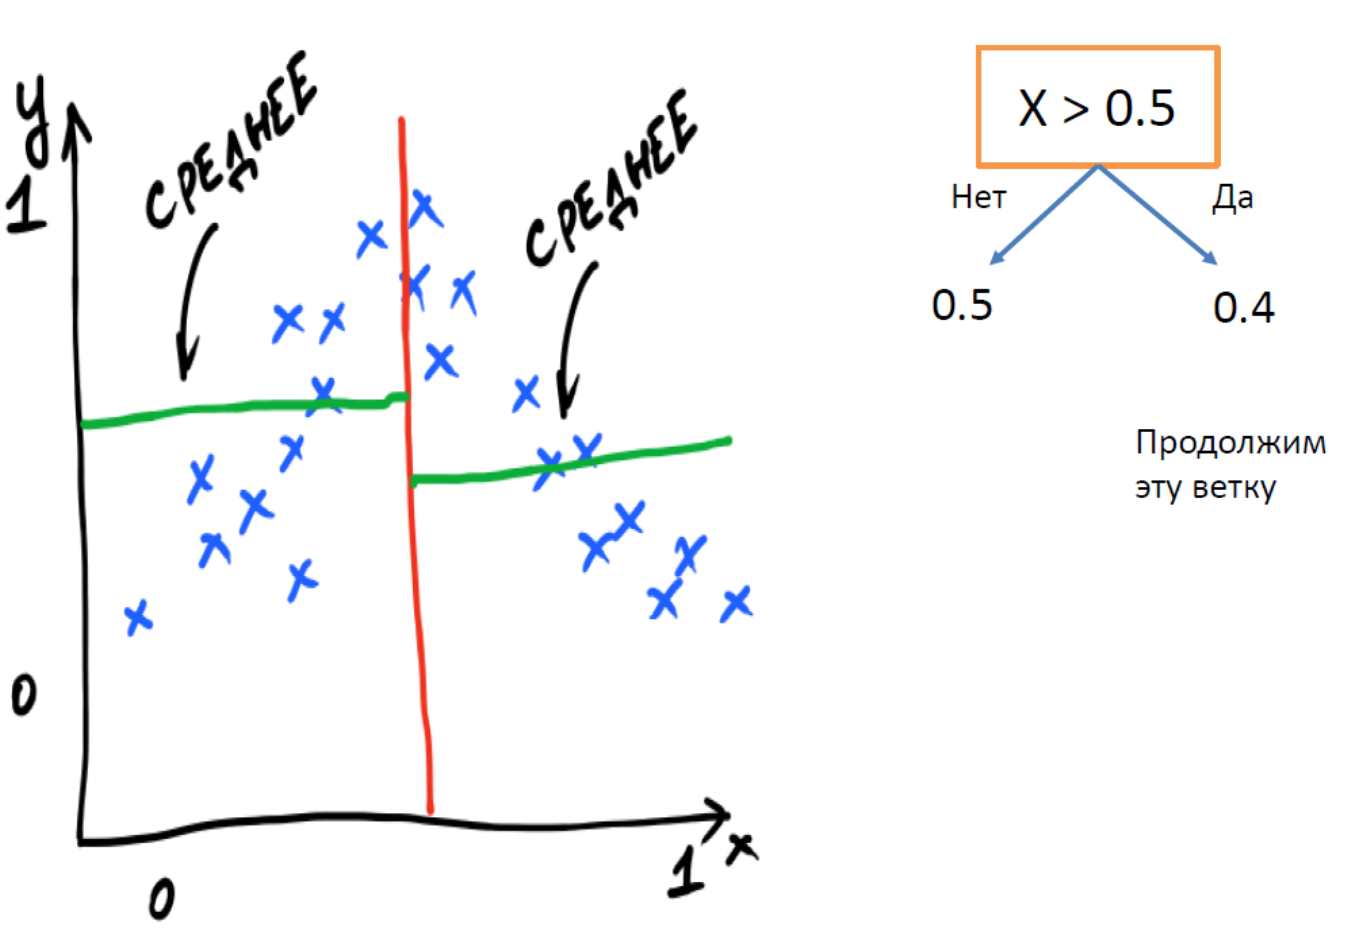 y
1
СРЕДНЕЕ
СРЕДНЕЕ
0
0
1
x
X > 0.5
Нет
Да
0.5
0.4
Продолжим
эту ветку